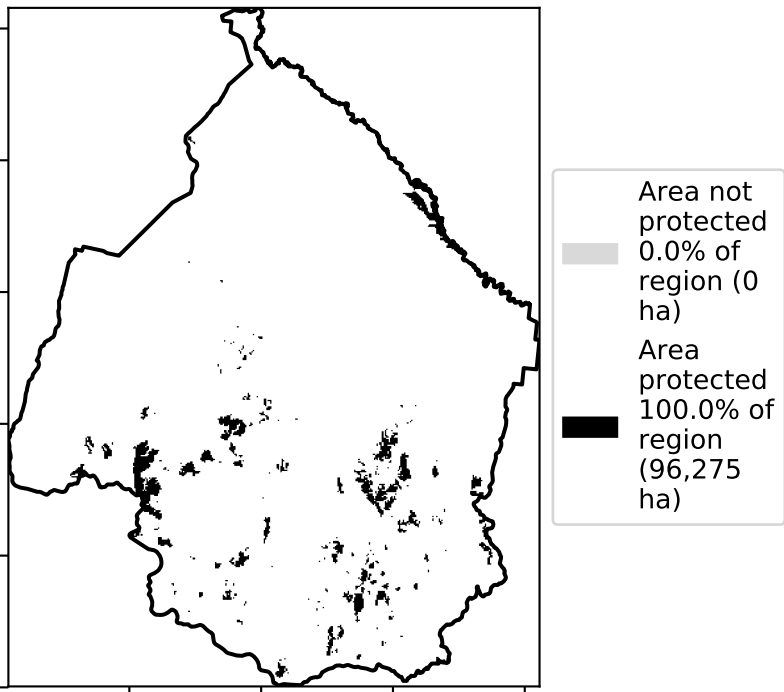 Area not
protected
0.0% of
region (0
ha)
Area
protected
100.0% of
region
(96,275
ha)